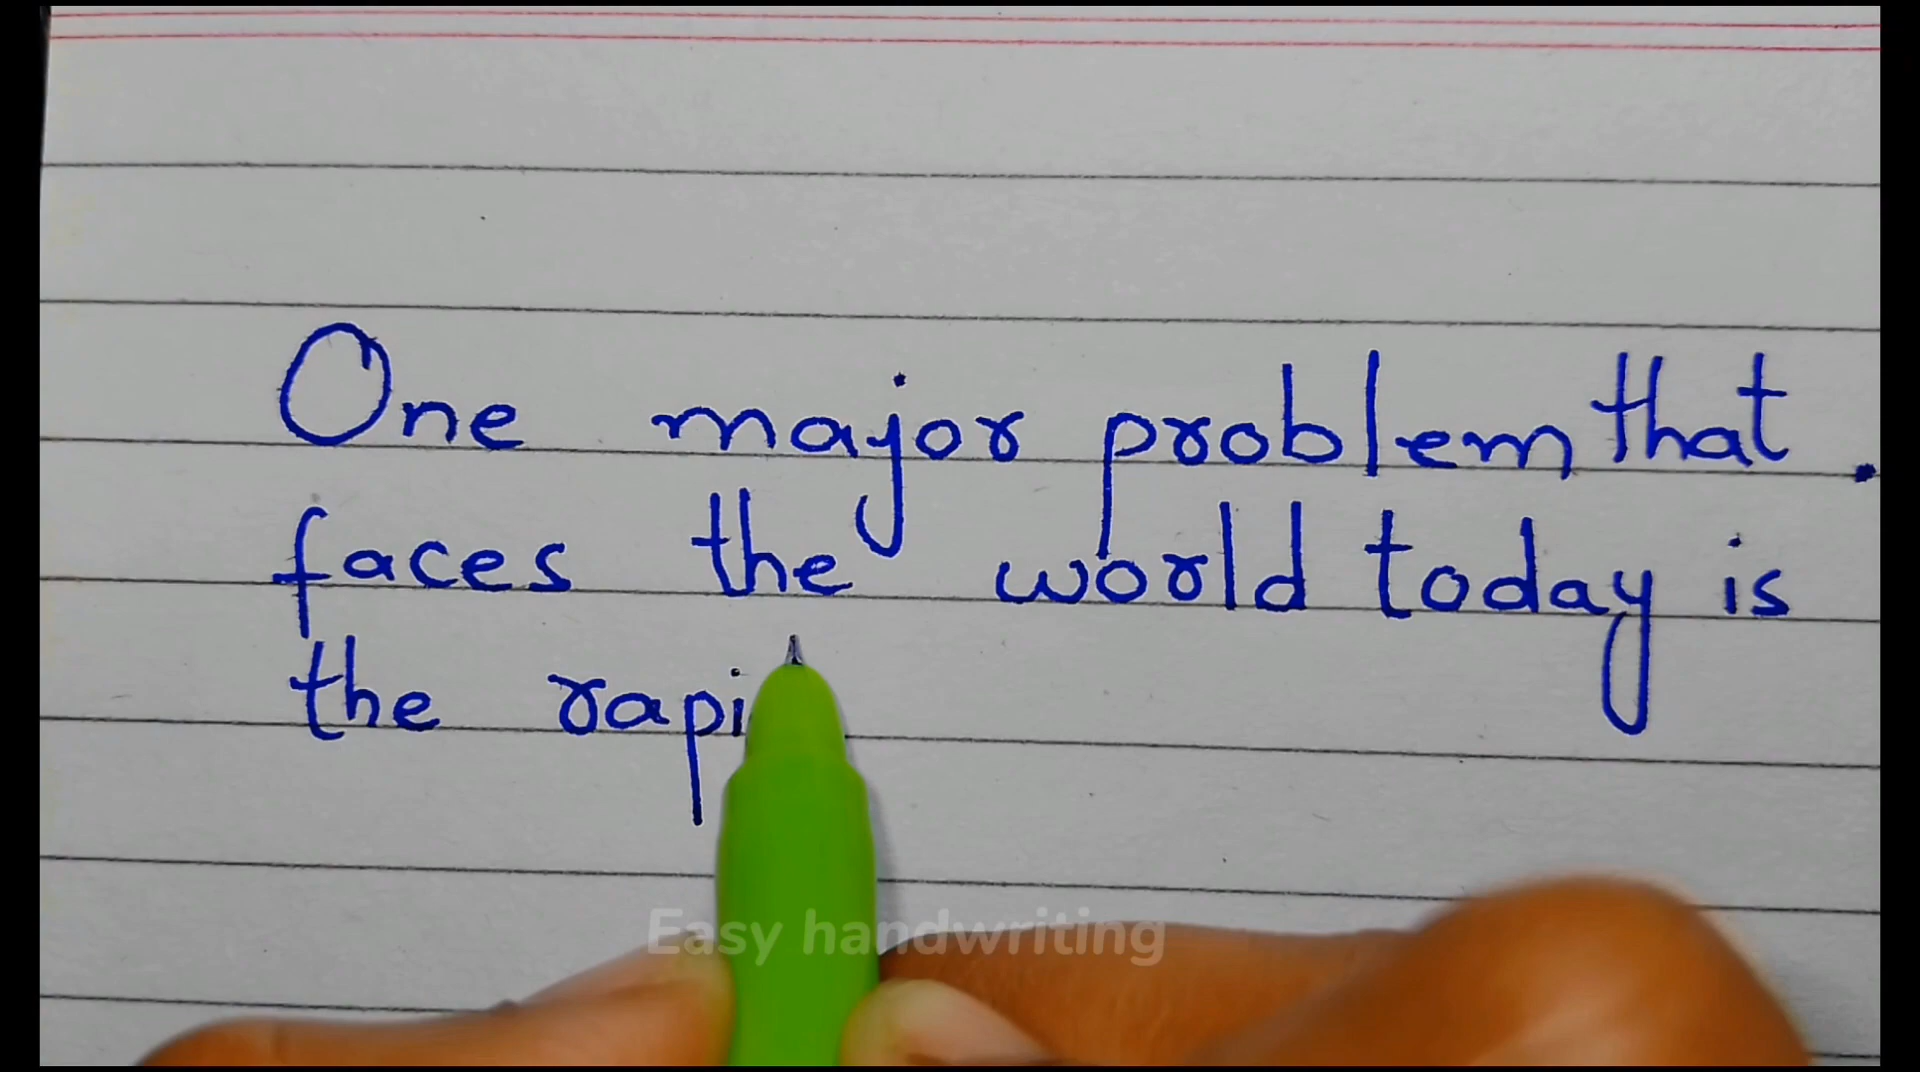 One major problem that .
faces the world today is
the rapi
Easy handwriting